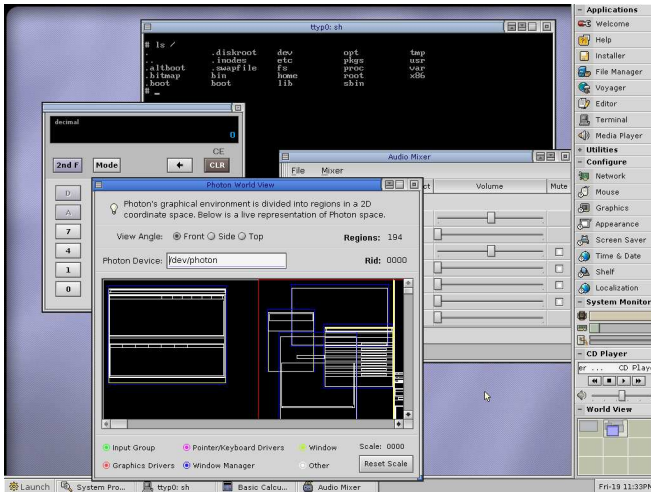 ttyp0: sh
# ls /
. .diskroot dev opt tmp
.. .inodes etc pkgs usr
.altboot .swapfile fs proc var
.bitmap bin home root x86
.boot boot lib sbin
# _
decimal
0
CE
2nd F Mode CLR
D
A
7
4
1
0
Audio Mixer
File Mixer
ct Volume Mute
Photon World View
Photon's graphical environment is divided into regions in a 2D
coordinate space. Below is a live representation of Photon space.
View Angle: Front Side Top Regions: 194
Photon Device: /dev/photon Rid: 0000
Input Group Pointer/Keyboard Drivers Window Scale: 0000
Graphics Drivers Window Manager Other Reset Scale
Applications
Welcome
Help
Installer
File Manager
Voyager
Editor
Terminal
Media Player
Utilities
Configure
Network
Mouse
Graphics
Appearance
Screen Saver
Time & Date
Shelf
Localization
System Monitor
CD Player
er ... CD Playe
World View
Launch System Pro... ttyp0: sh Basic Calcu... Audio Mixer Fri-19 11:33PM